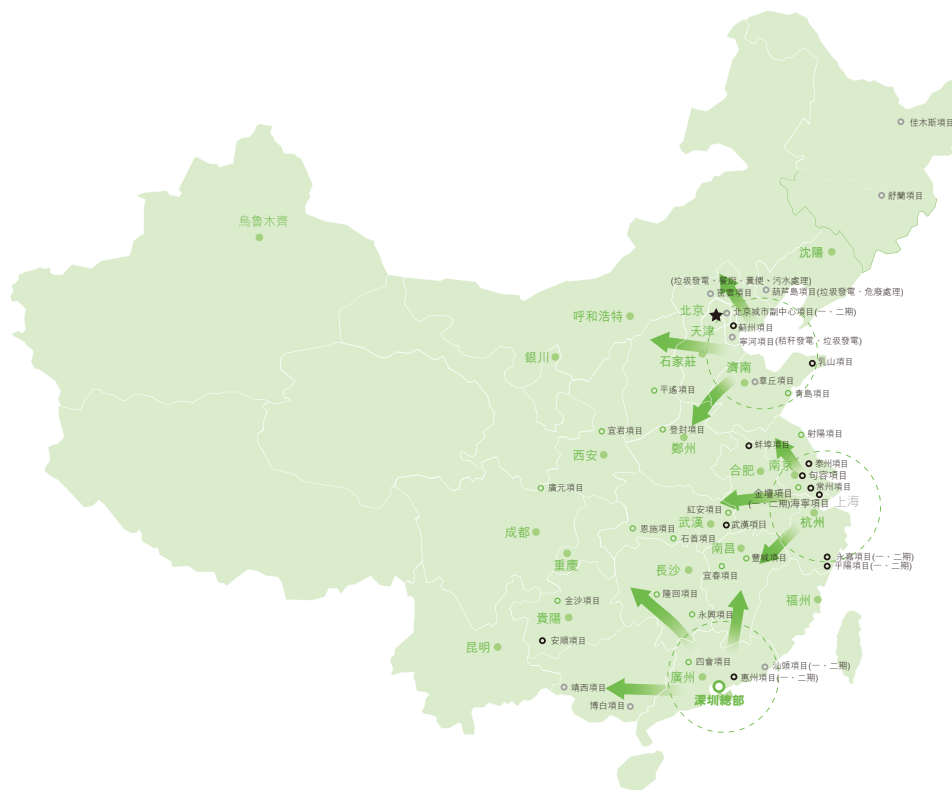 佳木斯項目
舒蘭項目
烏魯木齊
沈陽
(垃圾發電、餐厨、糞便、污水處理)
密雲項目
葫芦島項目(垃圾發電、危廢處理)
呼和浩特
北京
北京城市副中心項目(一、二期)
天津
薊州項目
寧河項目(秸秆發電、垃圾發電)
銀川
石家莊
濟南
乳山項目
章丘項目
平遙項目
青島項目
宜君項目
登封項目
射陽項目
鄭州
蚌埠項目
西安
合肥
南京
泰州項目
句容項目
廣元項目
金壇項目
常州項目
(一、二期)
海寧項目
上海
紅安項目
成都
恩施項目
武漢
武漢項目
杭州
石首項目
南昌
重慶
豐城項目
永嘉項目(一、二期)
平陽項目(一、二期)
長沙
宜春項目
隆回項目
金沙項目
福州
貴陽
永興項目
安順項目
昆明
四會項目
汕頭項目(一、二期)
廣州
惠州項目(一、二期)
靖西項目
深圳總部
博白項目